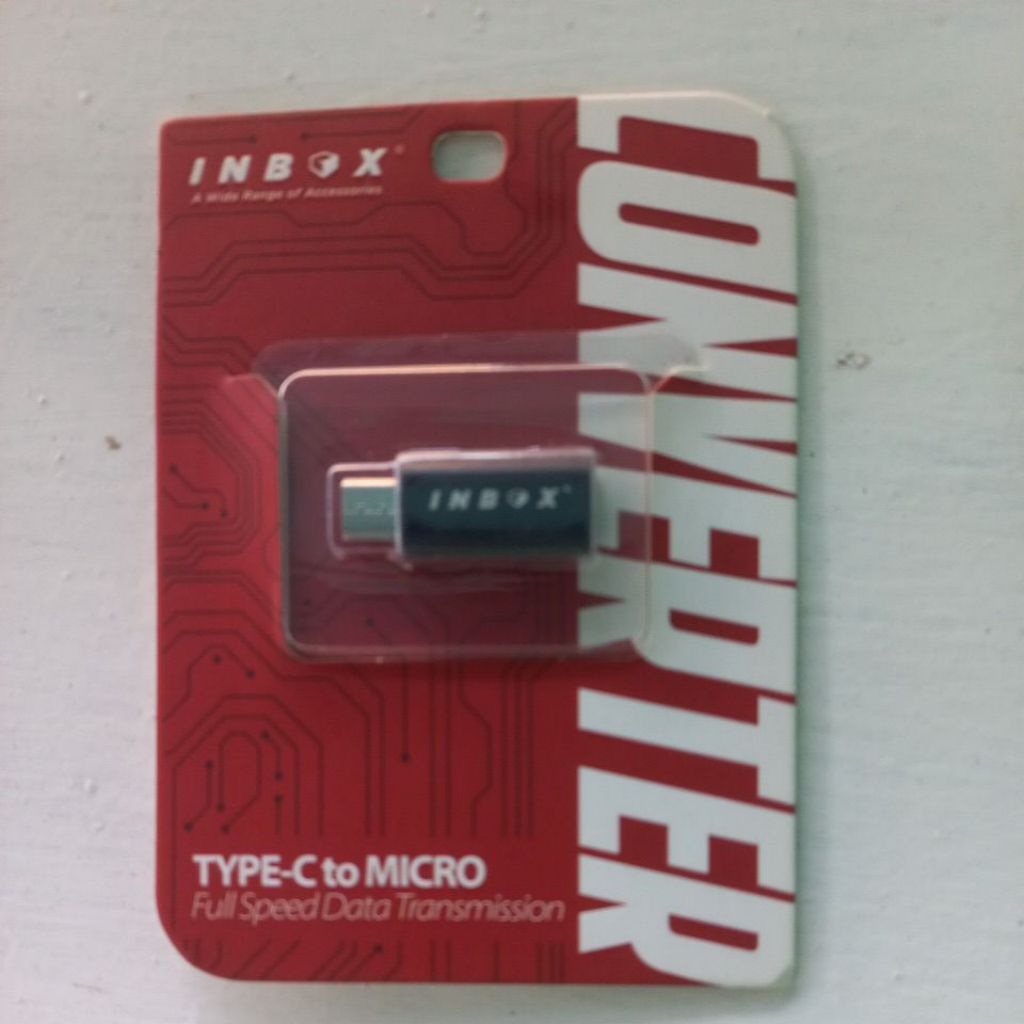 INBOX
A Wide Range of Accessories
CONVERTER
INBOX
TYPE-C to MICRO
Full Speed Data Transmission